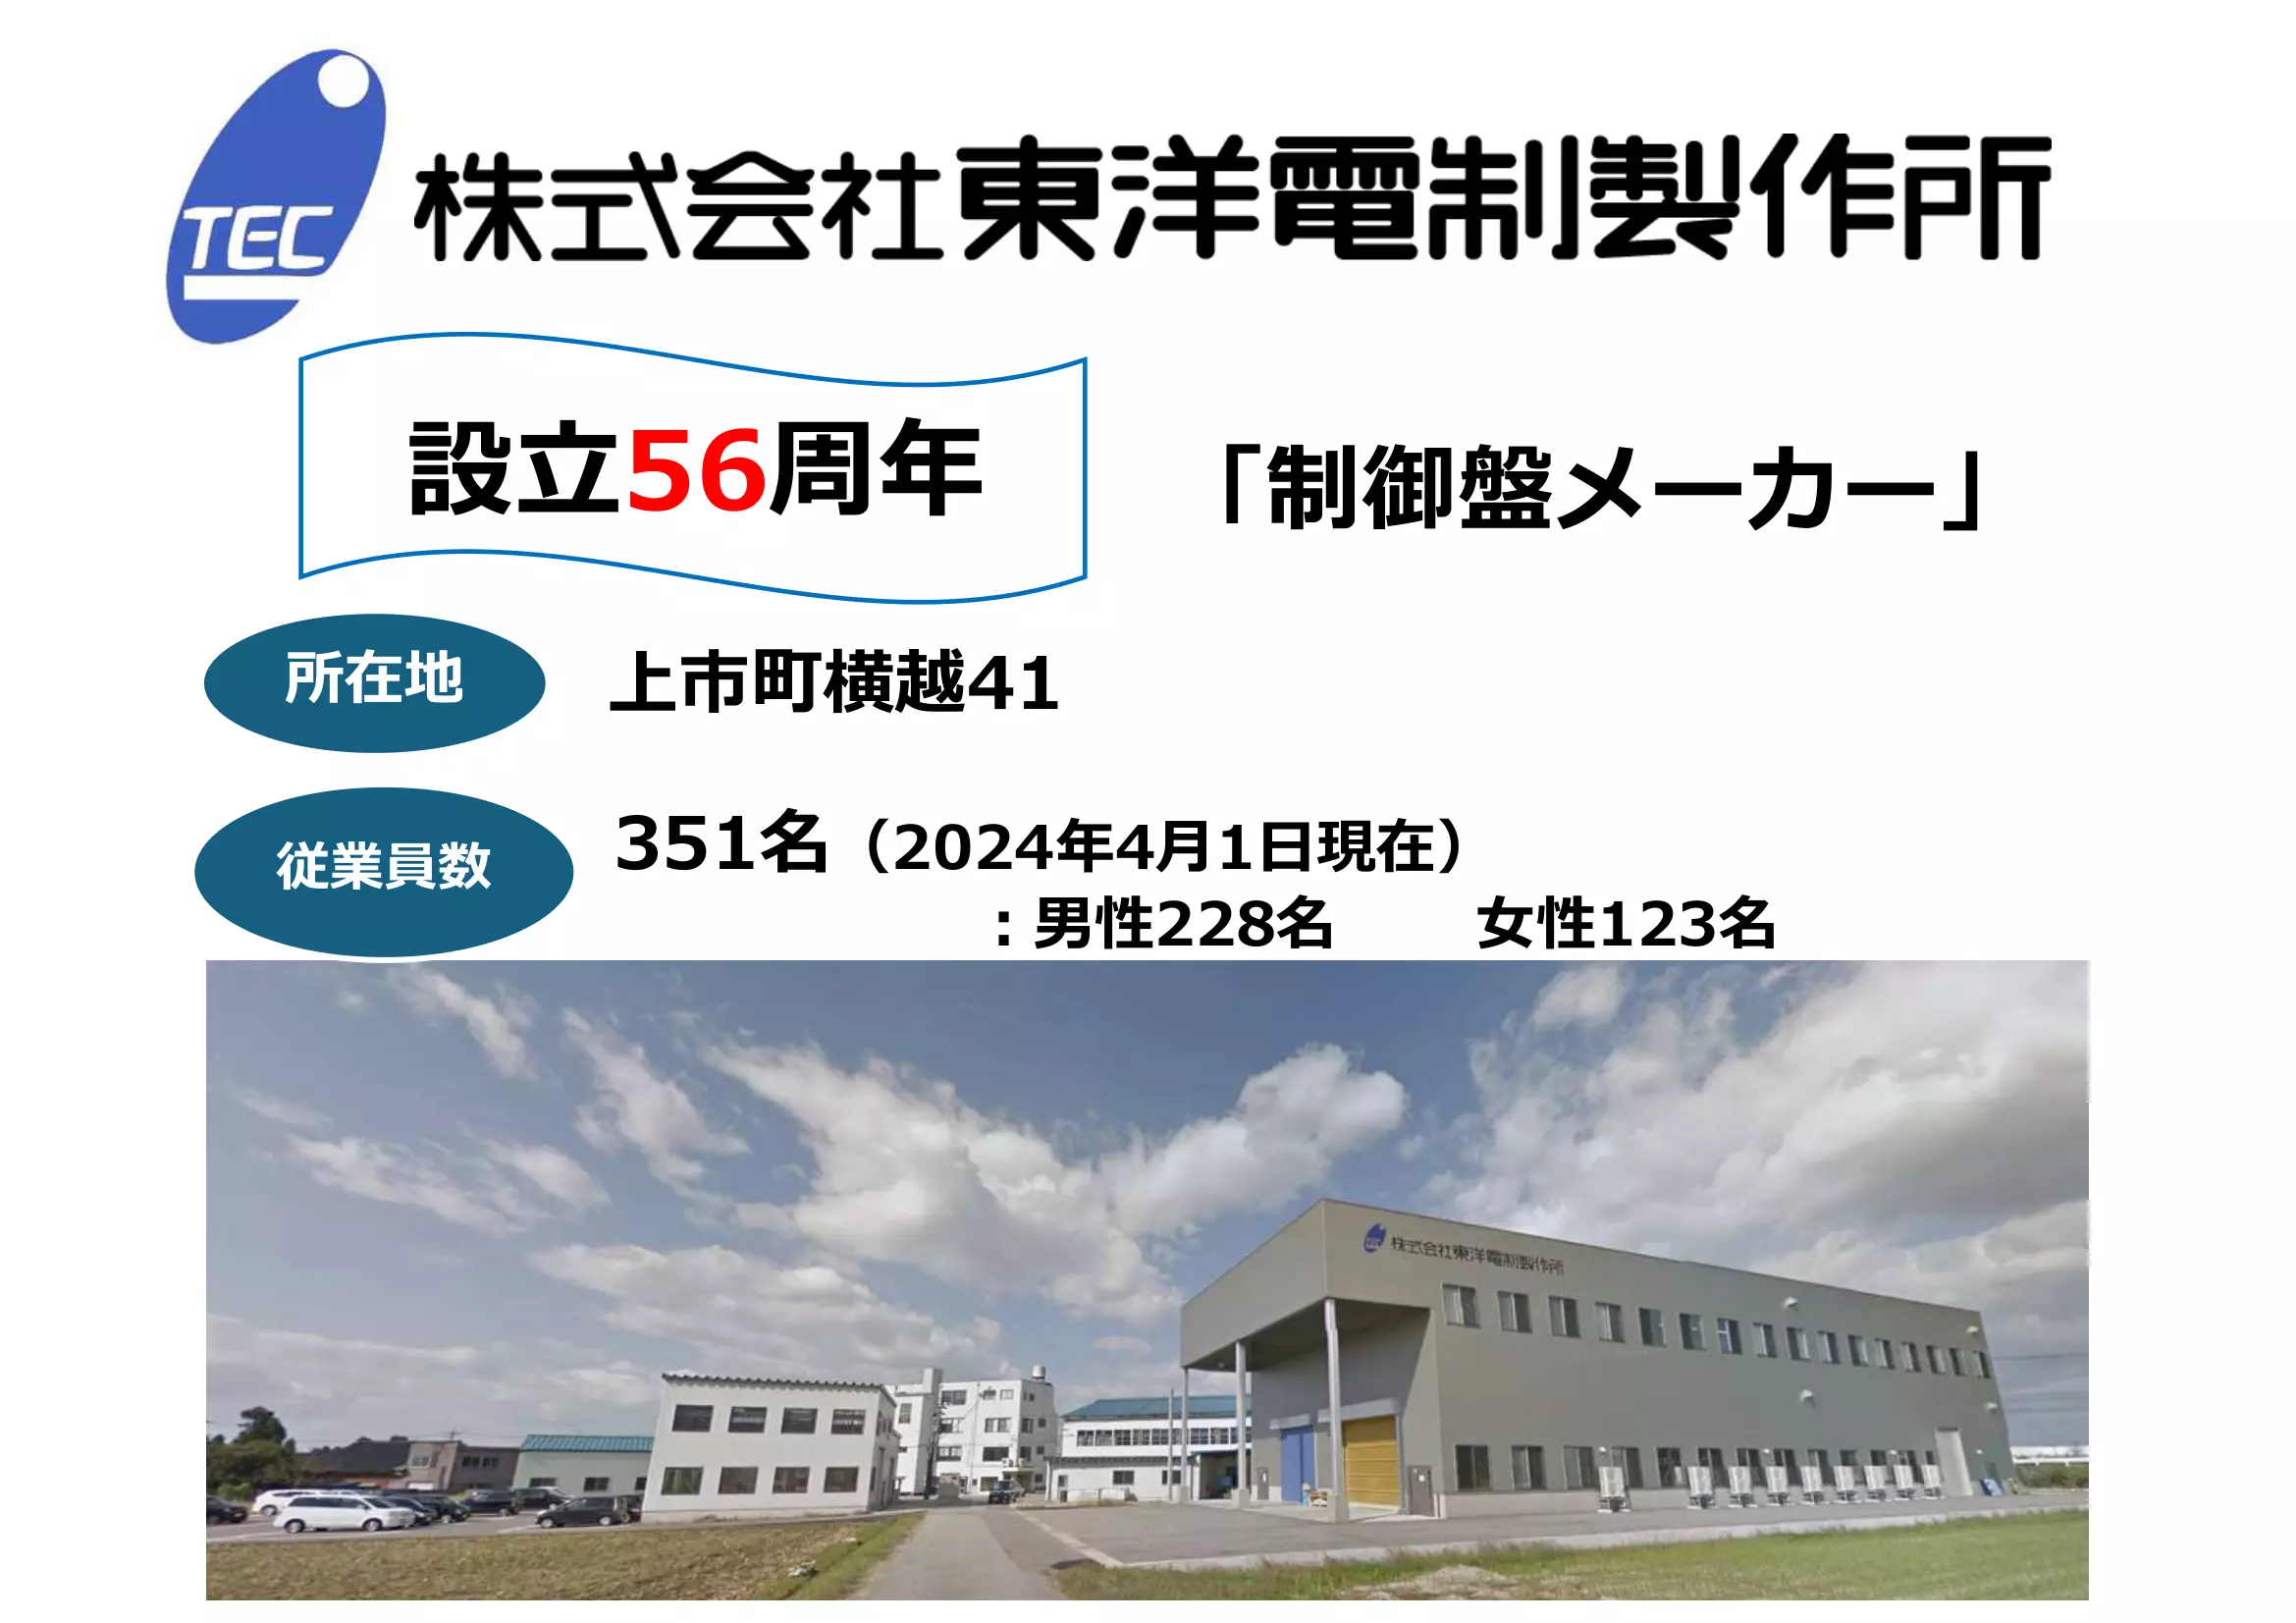 TEC
株式会社東洋電制製作所
設立56周年
「制御盤メーカー」
所在地
上市町横越41
従業員数
351名（2024年4月1日現在）
：男性228名　女性123名
TEC 株式会社東洋電制製作所